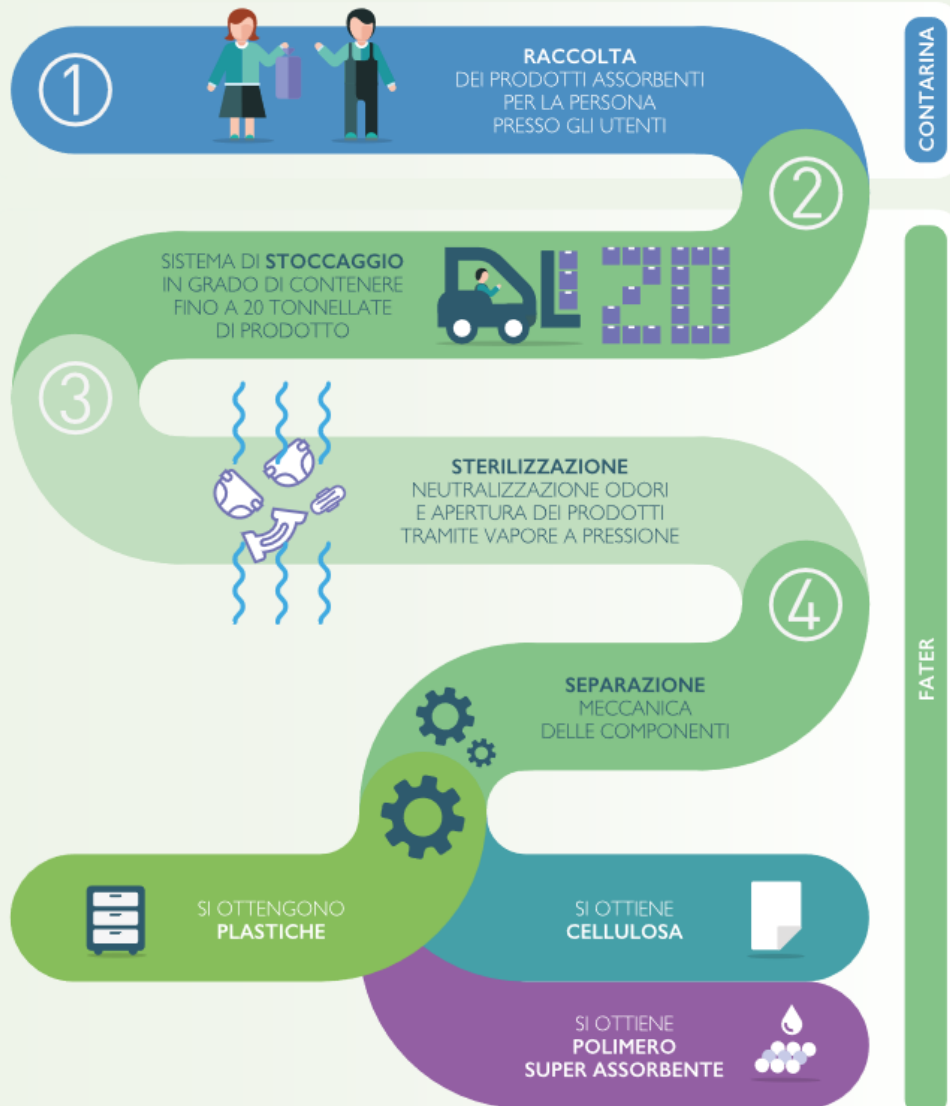 1
RACCOLTA
DEI PRODOTTI ASSORBENTI
PER LA PERSONA
PRESSO GLI UTENTI
CONTARINA
2
SISTEMA DI STOCCAGGIO
IN GRADO DI CONTENERE
FINO A 20 TONNELLATE
DI PRODOTTO
20
3
STERILIZZAZIONE
NEUTRALIZZAZIONE ODORI
E APERTURA DEI PRODOTTI
TRAMITE VAPORE A PRESSIONE
4
SEPARAZIONE
MECCANICA
DELLE COMPONENTI
FATER
SI OTTENGONO
PLASTICHE
SI OTTIENE
CELLULOSA
SI OTTIENE
POLIMERO
SUPER ASSORBENTE